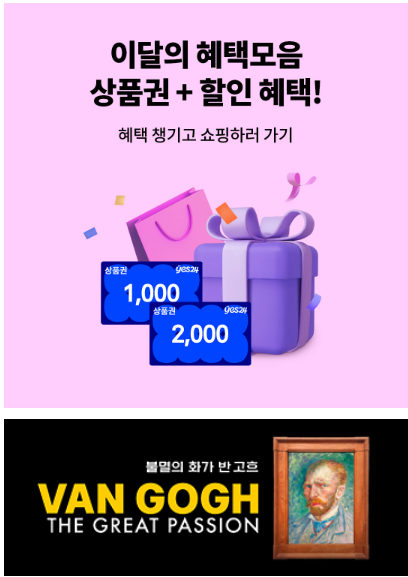 이달의 혜택모음
상품권 + 할인 혜택!
혜택 챙기고 쇼핑하러 가기
상품권 yes24
1,000
상품권 yes24
2,000
불멸의 화가 반 고흐
VAN GOGH
THE GREAT PASSION